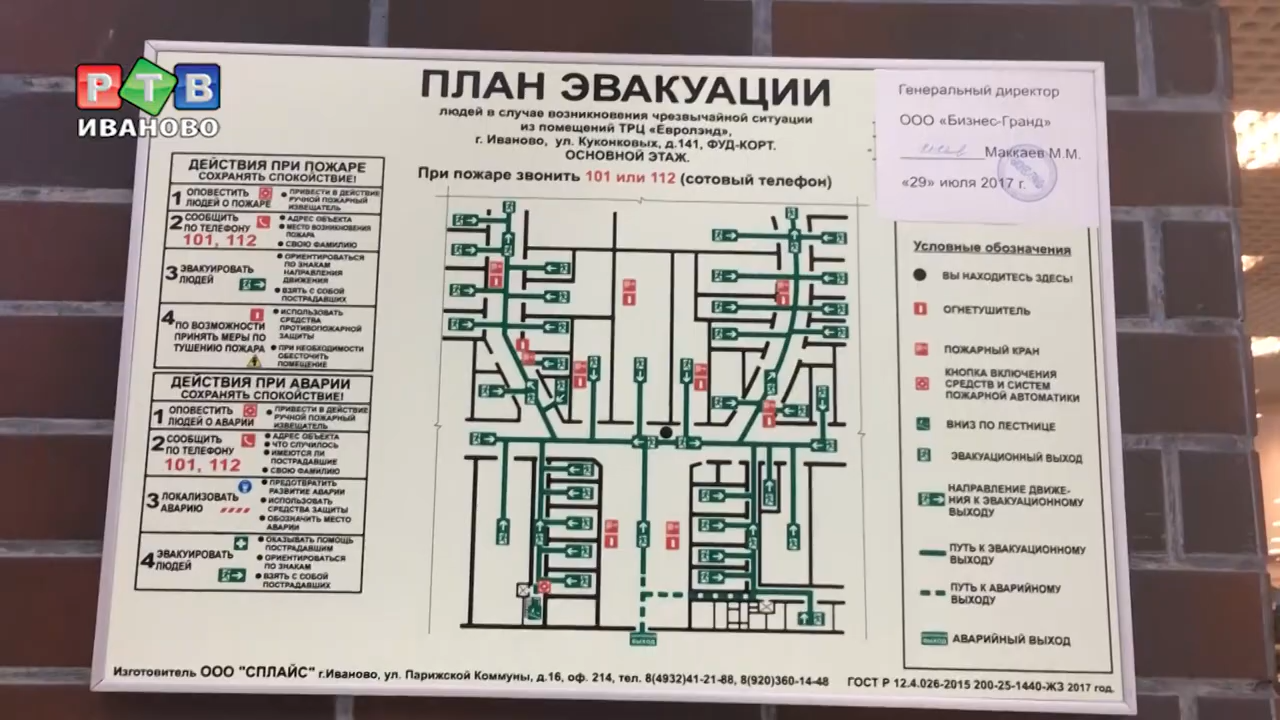 РТВ
ИВАНОВО
ПЛАН ЭВАКУАЦИИ
людей в случае возникновения чрезвычайной ситуации
из помещений ТРЦ «Евролэнд»,
г. Иваново, ул. Куконковых, д.141, ФУД-КОРТ.
ОСНОВНОЙ ЭТАЖ.
При пожаре звонить 101 или 112 (сотовый телефон)
Генеральный директор
ООО «Бизнес-Гранд»
Маккаев М.М.
«29» июля 2017 г.
ДЕЙСТВИЯ ПРИ ПОЖАРЕ
СОХРАНЯТЬ СПОКОЙСТВИЕ!
1 ОПОВЕСТИТЬ
ЛЮДЕЙ О ПОЖАРЕ
• ПРИВЕСТИ В ДЕЙСТВИЕ
РУЧНОЙ ПОЖАРНЫЙ
ИЗВЕЩАТЕЛЬ
2 СООБЩИТЬ
ПО ТЕЛЕФОНУ
101, 112
• АДРЕС ОБЪЕКТА
• МЕСТО ВОЗНИКНОВЕНИЯ
ПОЖАРА
• СВОЮ ФАМИЛИЮ
3 ЭВАКУИРОВАТЬ
ЛЮДЕЙ
• ОРИЕНТИРОВАТЬСЯ
ПО ЗНАКАМ
НАПРАВЛЕНИЯ
ДВИЖЕНИЯ
• ВЗЯТЬ С СОБОЙ
ПОСТРАДАВШИХ
4 ПО ВОЗМОЖНОСТИ
ПРИНЯТЬ МЕРЫ ПО
ТУШЕНИЮ ПОЖАРА
• ИСПОЛЬЗОВАТЬ
СРЕДСТВА
ПРОТИВОПОЖАРНОЙ
ЗАЩИТЫ
• ПРИ НЕОБХОДИМОСТИ
ОБЕСТОЧИТЬ
ПОМЕЩЕНИЕ
ДЕЙСТВИЯ ПРИ АВАРИИ
СОХРАНЯТЬ СПОКОЙСТВИЕ!
1 ОПОВЕСТИТЬ
ЛЮДЕЙ О АВАРИИ
• ПРИВЕСТИ В ДЕЙСТВИЕ
РУЧНОЙ ПОЖАРНЫЙ
ИЗВЕЩАТЕЛЬ
2 СООБЩИТЬ
ПО ТЕЛЕФОНУ
101, 112
• АДРЕС ОБЪЕКТА
• ЧТО СЛУЧИЛОСЬ
• ИМЕЮТСЯ ЛИ
ПОСТРАДАВШИЕ
• СВОЮ ФАМИЛИЮ
3 ЛОКАЛИЗОВАТЬ
АВАРИЮ
• ПРЕДОТВРАТИТЬ
РАЗВИТИЕ АВАРИИ
• ИСПОЛЬЗОВАТЬ
СРЕДСТВА ЗАЩИТЫ
• ОБОЗНАЧИТЬ МЕСТО
АВАРИИ
4 ЭВАКУИРОВАТЬ
ЛЮДЕЙ
• ОКАЗЫВАТЬ ПОМОЩЬ
ПОСТРАДАВШИМ
• ОРИЕНТИРОВАТЬСЯ
ПО ЗНАКАМ
• ВЗЯТЬ С СОБОЙ
ПОСТРАДАВШИХ
Условные обозначения
ВЫ НАХОДИТЕСЬ ЗДЕСЬ!
ОГНЕТУШИТЕЛЬ
ПОЖАРНЫЙ КРАН
КНОПКА ВКЛЮЧЕНИЯ
СРЕДСТВ И СИСТЕМ
ПОЖАРНОЙ АВТОМАТИКИ
ВНИЗ ПО ЛЕСТНИЦЕ
ЭВАКУАЦИОННЫЙ ВЫХОД
НАПРАВЛЕНИЕ ДВИЖЕ-
НИЯ К ЭВАКУАЦИОННОМУ
ВЫХОДУ
ПУТЬ К ЭВАКУАЦИОННОМУ
ВЫХОДУ
ПУТЬ К АВАРИЙНОМУ
ВЫХОДУ
АВАРИЙНЫЙ ВЫХОД
ВЫХОД
Изготовитель ООО "СПЛАЙС" г.Иваново, ул. Парижской Коммуны, д.16, оф. 214, тел. 8(4932)41-21-88, 8(920)360-14-48
ГОСТ Р 12.4.026-2015 200-25-1440-ЖЗ 2017 год.